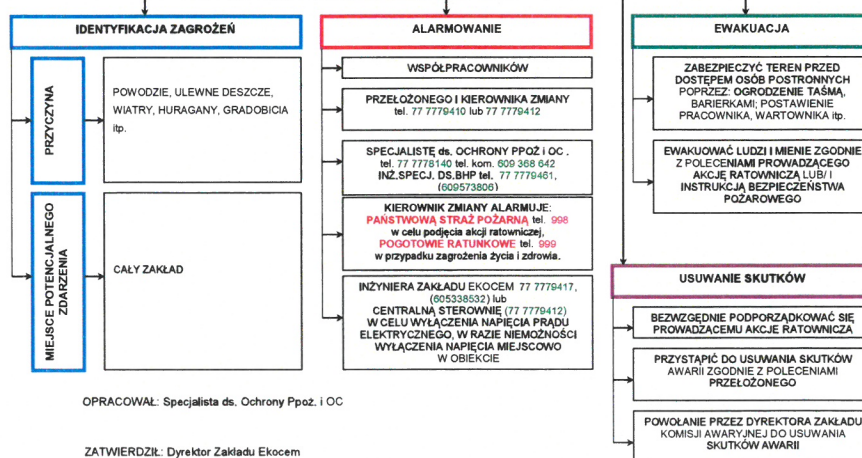 IDENTYFIKACJA ZAGROŻEŃ
PRZYCZYNA
POWODZIE, ULEWNE DESZCZE,
WIATRY, HURAGANY, GRADOBICIA
itp.
MIEJSCE POTENCJALNEGO
ZDARZENIA
CAŁY ZAKŁAD
ALARMOWANIE
WSPÓŁPRACOWNIKÓW
PRZEŁOŻONEGO I KIEROWNIKA ZMIANY
tel. 77 7779410 lub 77 7779412
SPECJALISTĘ ds. OCHRONY PPOŻ i OC .
tel. 77 7778140 tel. kom. 609 368 642
INŻ.SPECJ. DS.BHP tel. 77 7779461,
(609573806)
KIEROWNIK ZMIANY ALARMUJE:
PAŃSTWOWĄ STRAŻ POŻARNĄ tel. 998
w celu podjęcia akcji ratowniczej,
POGOTOWIE RATUNKOWE tel. 999
w przypadku zagrożenia życia i zdrowia.
INŻYNIERA ZAKŁADU EKOCEM 77 7779417,
(605338532) lub
CENTRALNĄ STEROWNIĘ (77 7779412)
W CELU WYŁĄCZENIA NAPIĘCIA PRĄDU
ELEKTRYCZNEGO, W RAZIE NIEMOŻNOŚCI
WYŁĄCZENIA NAPIĘCIA MIEJSCOWO
W OBIEKCIE
EWAKUACJA
ZABEZPIECZYĆ TEREN PRZED
DOSTĘPEM OSÓB POSTRONNYCH
POPRZEZ: OGRODZENIE TAŚMĄ,
BARIERKAMI; POSTAWIENIE
PRACOWNIKA, WARTOWNIKA itp.
EWAKUOWAĆ LUDZI I MIENIE ZGODNIE
Z POLECENIAMI PROWADZĄCEGO
AKCJĘ RATOWNICZĄ LUB/ I
INSTRUKCJĄ BEZPIECZEŃSTWA
POŻAROWEGO
USUWANIE SKUTKÓW
BEZWZGLĘDNIE PODPORZĄDKOWAĆ SIĘ
PROWADZĄCEMU AKCJE RATOWNICZA
PRZYSTĄPIĆ DO USUWANIA SKUTKÓW
AWARII ZGODNIE Z POLECENIAMI
PRZEŁOŻONEGO
POWOŁANIE PRZEZ DYREKTORA ZAKŁADU
KOMISJI AWARYJNEJ DO USUWANIA
SKUTKÓW AWARII
OPRACOWAŁ: Specjalista ds. Ochrony Ppoż. i OC
ZATWIERDZIŁ: Dyrektor Zakładu Ekocem